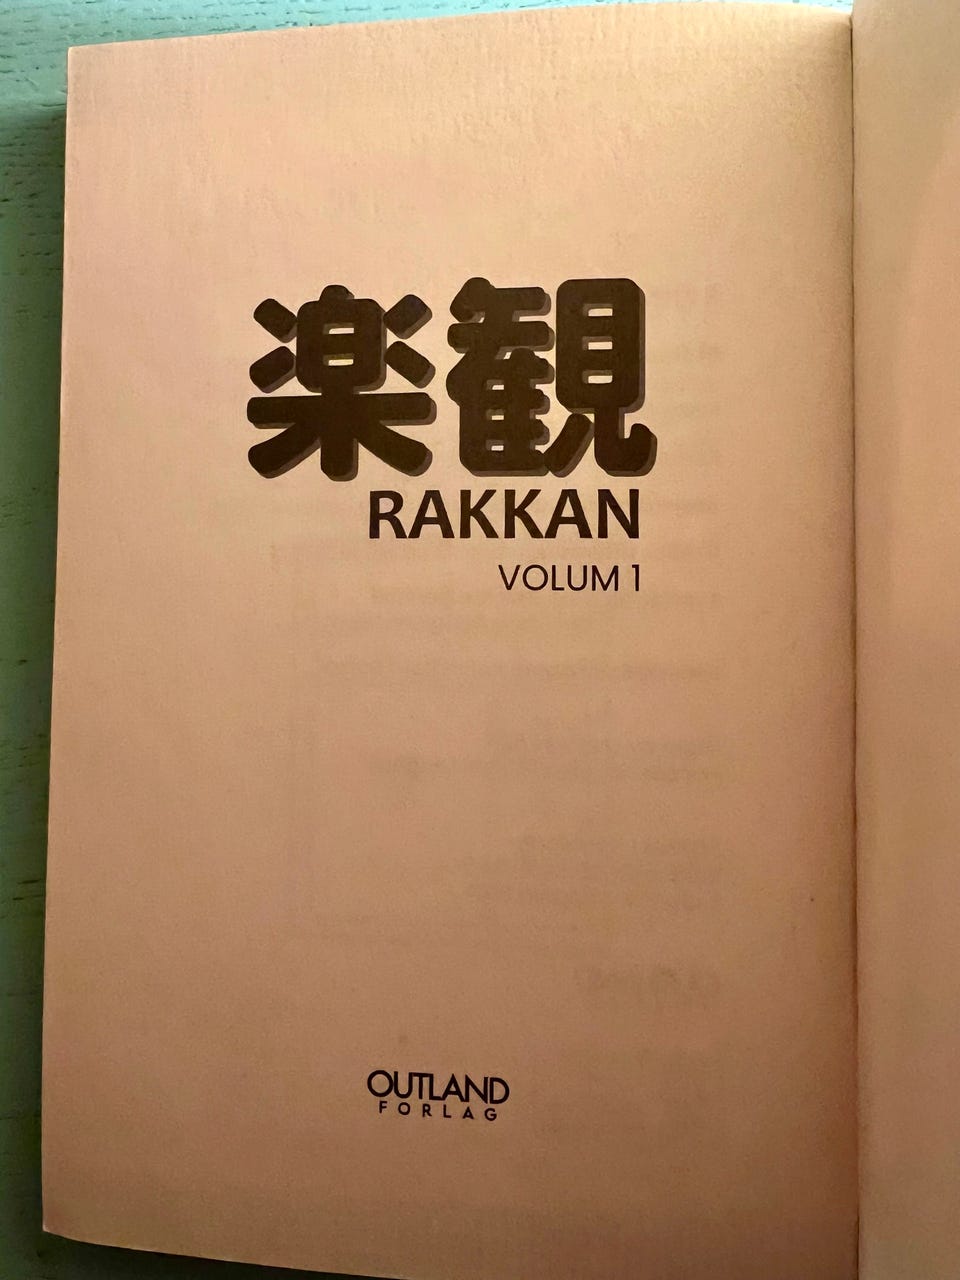 楽観
RAKKAN
VOLUM 1
OUTLAND
FORLAG